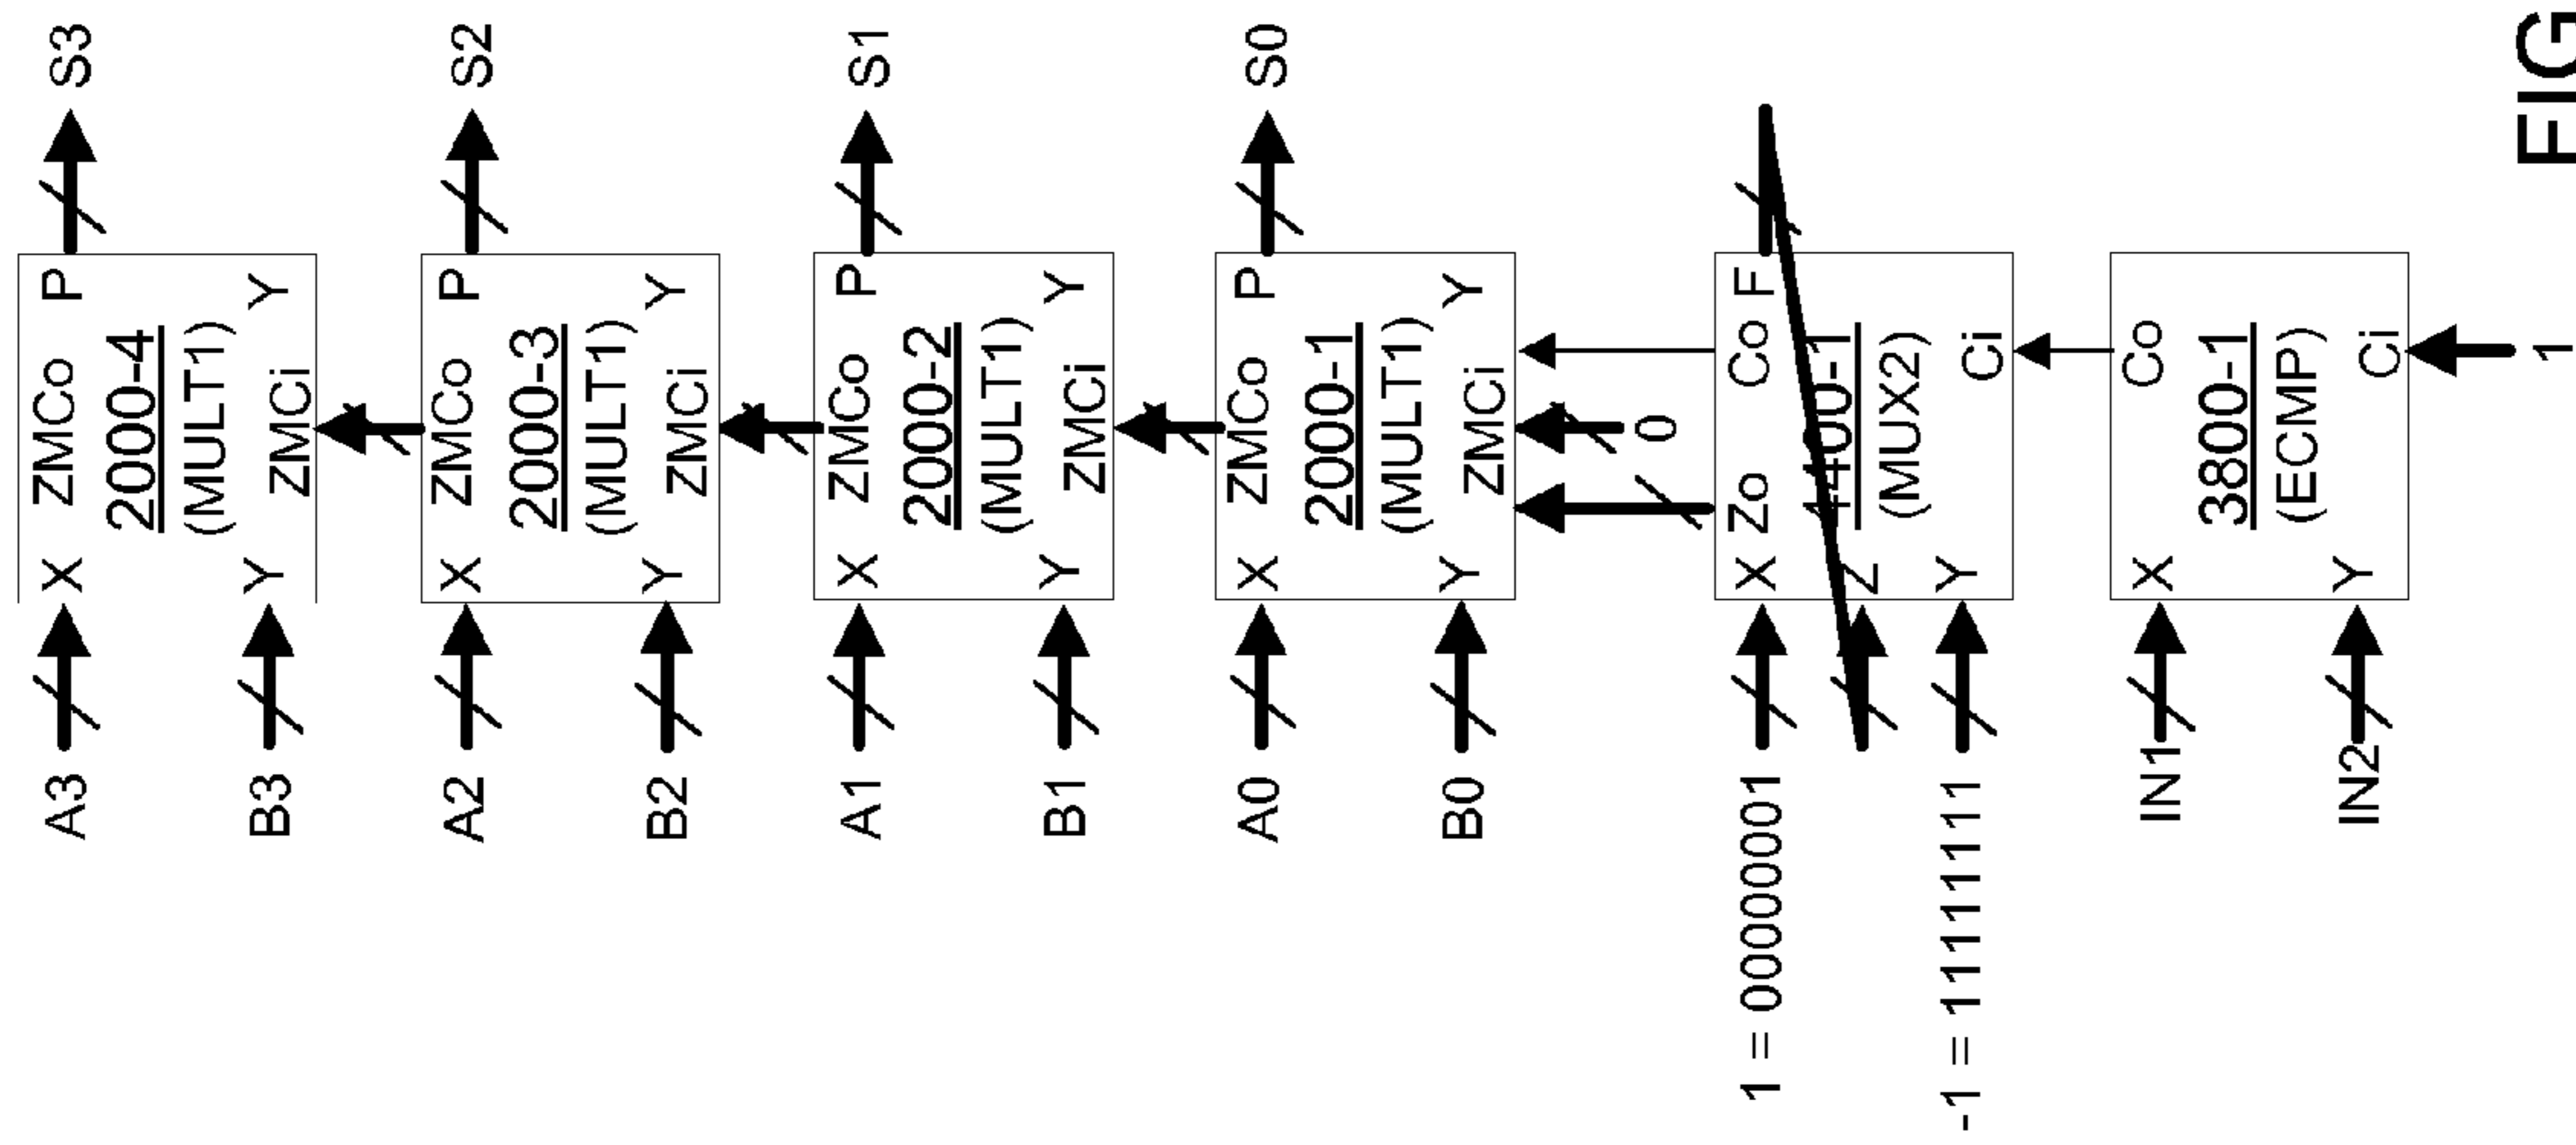 A3 X ZMCo P S3
2000-4
(MULT1)
B3 Y ZMCi Y
A2 X ZMCo P S2
2000-3
(MULT1)
B2 Y ZMCi Y
A1 X ZMCo P S1
2000-2
(MULT1)
B1 Y ZMCi Y
A0 X ZMCo P S0
2000-1
(MULT1)
B0 Y ZMCi Y
0
1 = 00000001 X Zo Co F
4400-1
Z
(MUX2)
-1 = 11111111 Y Ci
IN1 X Co
3800-1
(ECMP)
IN2 Y Ci
1
FIG